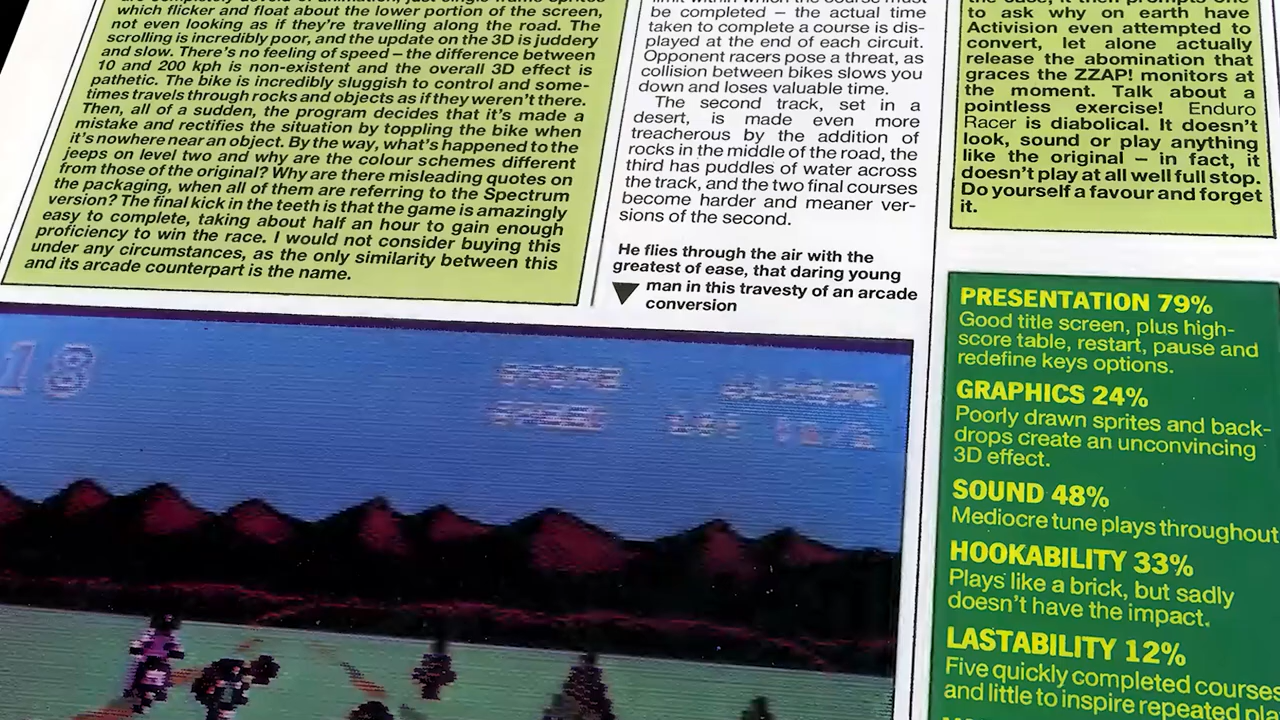 which flicker and float about the lower portion of the screen,
not even looking as if they're travelling along the road. The
scrolling is incredibly poor, and the update on the 3D is juddery
and slow. There's no feeling of speed – the difference between
10 and 200 kph is non-existent and the overall 3D effect is
pathetic. The bike is incredibly sluggish to control and some-
times travels through rocks and objects as if they weren't there.
Then, all of a sudden, the program decides that it's made a
mistake and rectifies the situation by toppling the bike when
it's nowhere near an object. By the way, what's happened to the
jeeps on level two and why are the colour schemes different
from those of the original? Why are there misleading quotes on
the packaging, when all of them are referring to the Spectrum
version? The final kick in the teeth is that the game is amazingly
easy to complete, taking about half an hour to gain enough
proficiency to win the race. I would not consider buying this
under any circumstances, as the only similarity between this
and its arcade counterpart is the name.
be completed – the actual time
taken to complete a course is dis-
played at the end of each circuit.
Opponent racers pose a threat, as
collision between bikes slows you
down and loses valuable time.
The second track, set in a
desert, is made even more
treacherous by the addition of
rocks in the middle of the road, the
third has puddles of water across
the track, and the two final courses
become harder and meaner ver-
sions of the second.
He flies through the air with the
greatest of ease, that daring young
man in this travesty of an arcade
conversion
to ask why on earth have
Activision even attempted to
convert, let alone actually
release the abomination that
graces the ZZAP! monitors at
the moment. Talk about a
pointless exercise! Enduro
Racer is diabolical. It doesn't
look, sound or play anything
like the original – in fact, it
doesn't play at all well full stop.
Do yourself a favour and forget
it.
PRESENTATION 79%
Good title screen, plus high-
score table, restart, pause and
redefine keys options.
GRAPHICS 24%
Poorly drawn sprites and back-
drops create an unconvincing
3D effect.
SOUND 48%
Mediocre tune plays throughout
HOOKABILITY 33%
Plays like a brick, but sadly
doesn't have the impact.
LASTABILITY 12%
Five quickly completed courses
and little to inspire repeated pla
18